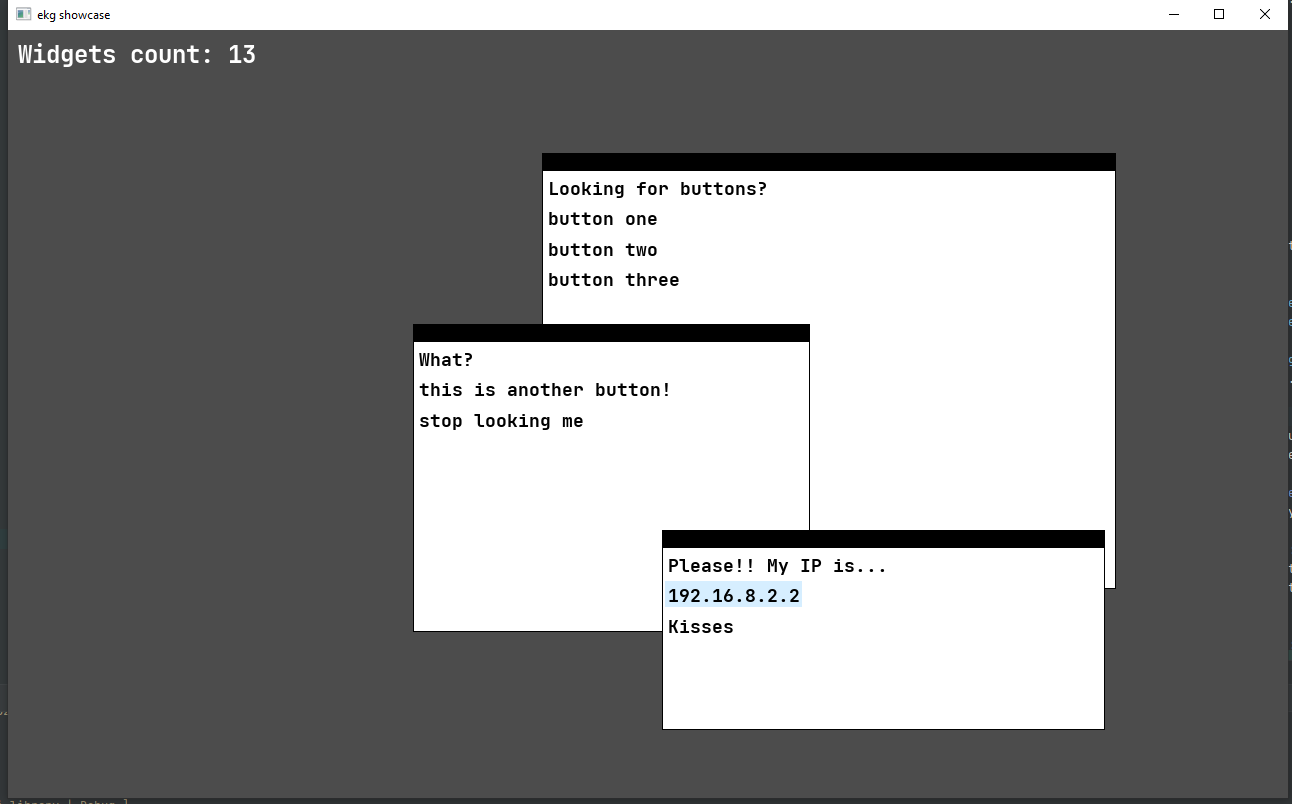 ekg showcase
Widgets count: 13
Looking for buttons?
button one
button two
button three
What?
this is another button!
stop looking me
Please!! My IP is...
192.16.8.2.2
Kisses